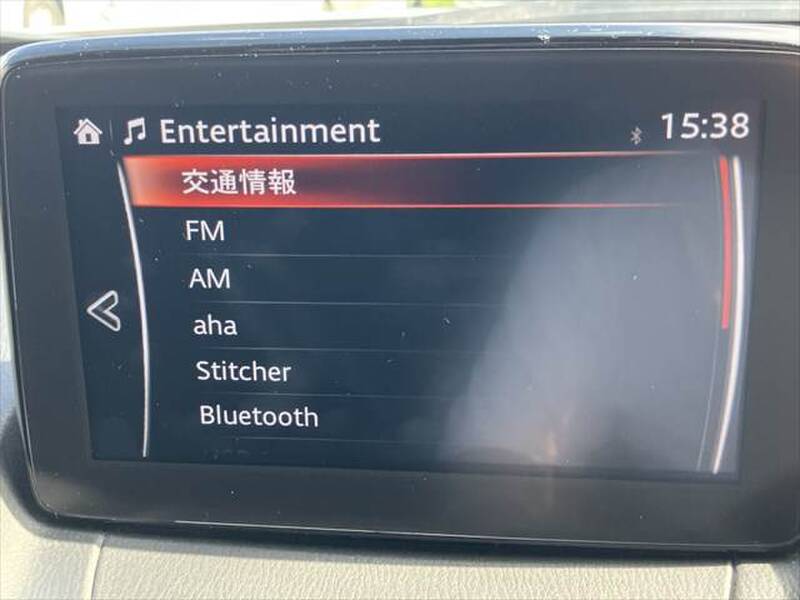 Entertainment
15:38
交通情報
FM
AM
aha
Stitcher
Bluetooth